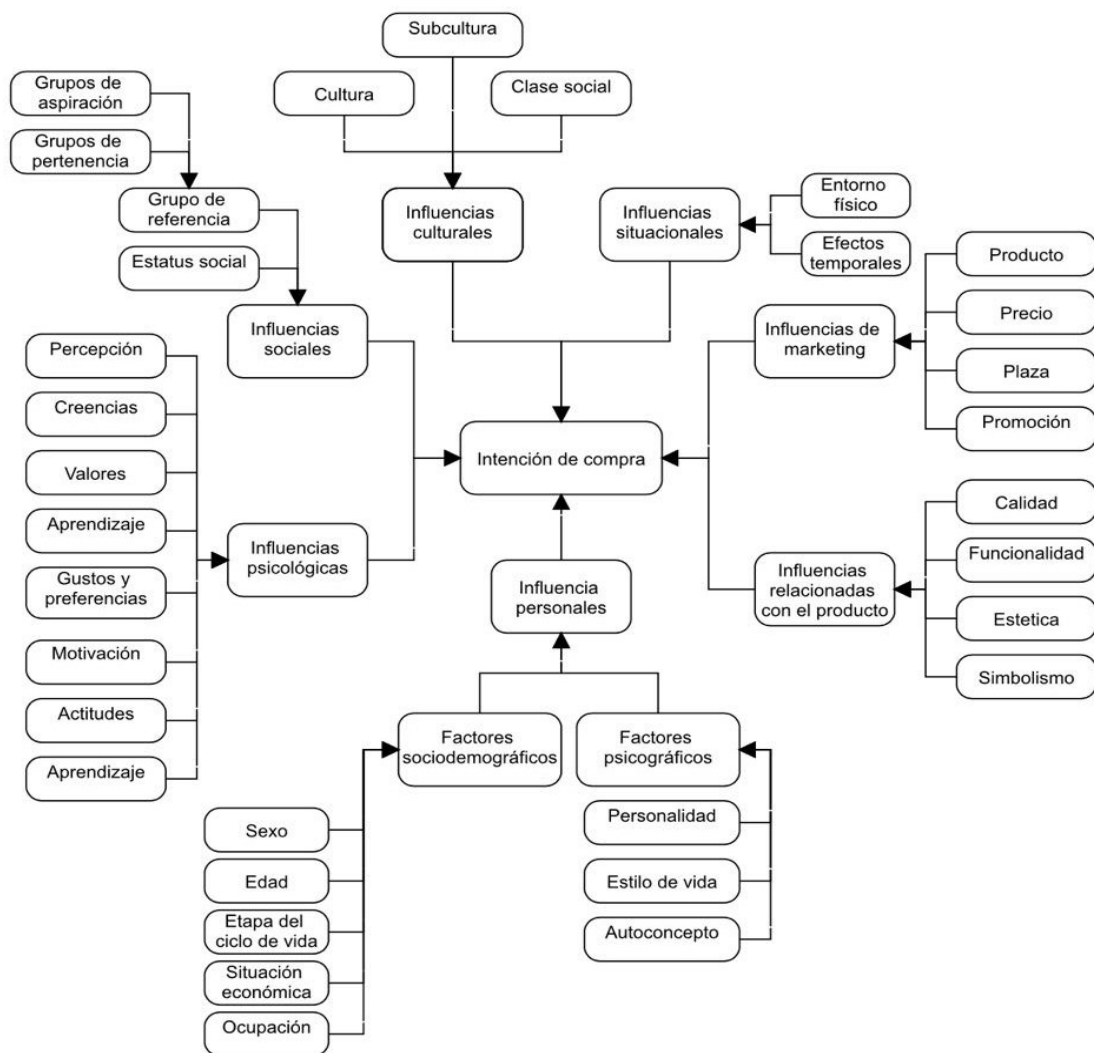 Subcultura
Grupos de
aspiración
Cultura
Clase social
Grupos de
pertenencia
Grupo de
referencia
Estatus social
Influencias
culturales
Influencias
situacionales
Entorno
físico
Efectos
temporales
Influencias
sociales
Influencias de
marketing
Producto
Precio
Plaza
Promoción
Percepción
Creencias
Valores
Aprendizaje
Gustos y
preferencias
Motivación
Actitudes
Aprendizaje
Influencias
psicológicas
Intención de compra
Influencia
personales
Influencias
relacionadas
con el producto
Calidad
Funcionalidad
Estetica
Simbolismo
Factores
sociodemográficos
Factores
psicográficos
Sexo
Edad
Etapa del
ciclo de vida
Situación
económica
Ocupación
Personalidad
Estilo de vida
Autoconcepto